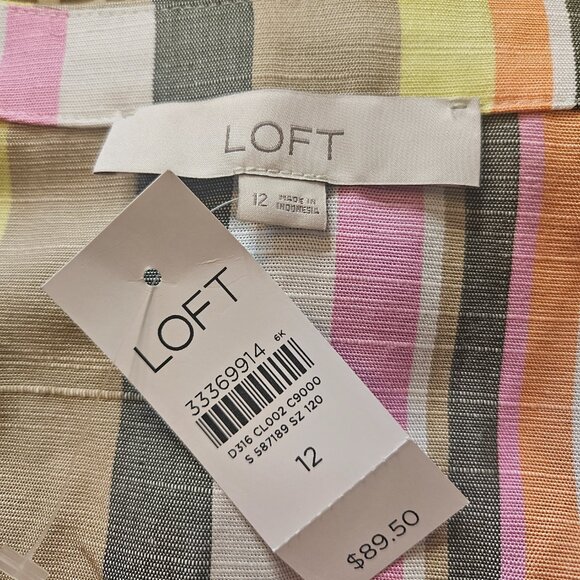 LOFT
12
MADE IN
INDONESIA
LOFT
33369914
6K
D316 CL002 C9000
S 587189 SZ 120
12
$89.50